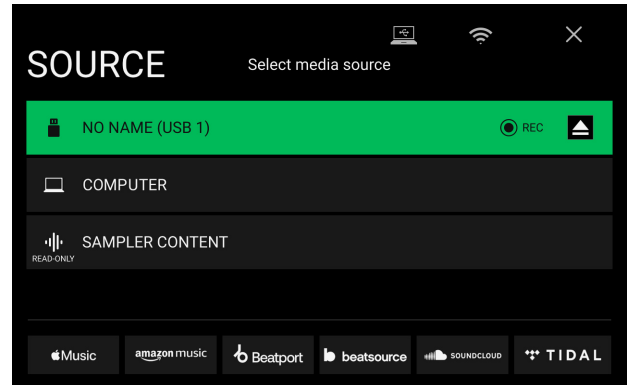 SOURCE
Select media source
NO NAME (USB 1)
REC
COMPUTER
SAMPLER CONTENT
READ-ONLY
Music
amazon music
Beatport
beatsource
SOUNDCLOUD
TIDAL